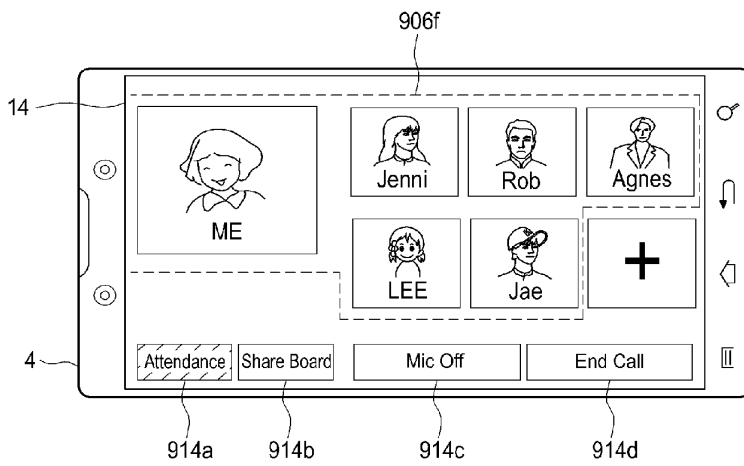 906f
14
Jenni Rob Agnes
ME
LEE Jae
4
Attendance Share Board Mic Off End Call
914a 914b 914c 914d